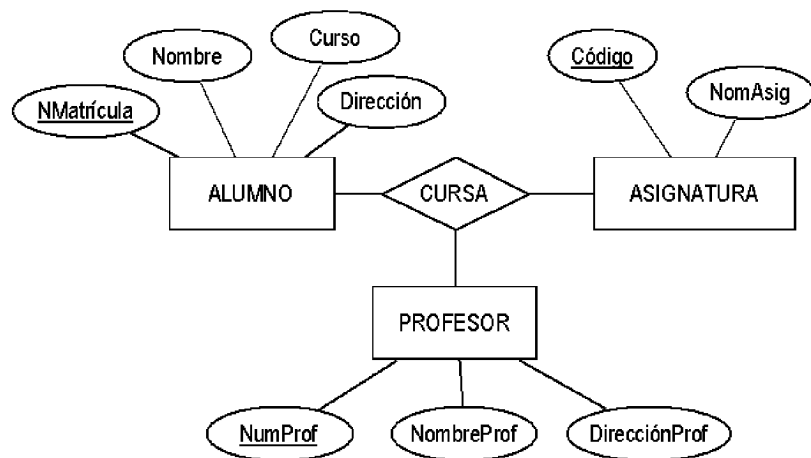 Curso
Nombre
Código
NMatrícula
Dirección
NomAsig
ALUMNO
CURSA
ASIGNATURA
PROFESOR
NumProf
NombreProf
DirecciónProf